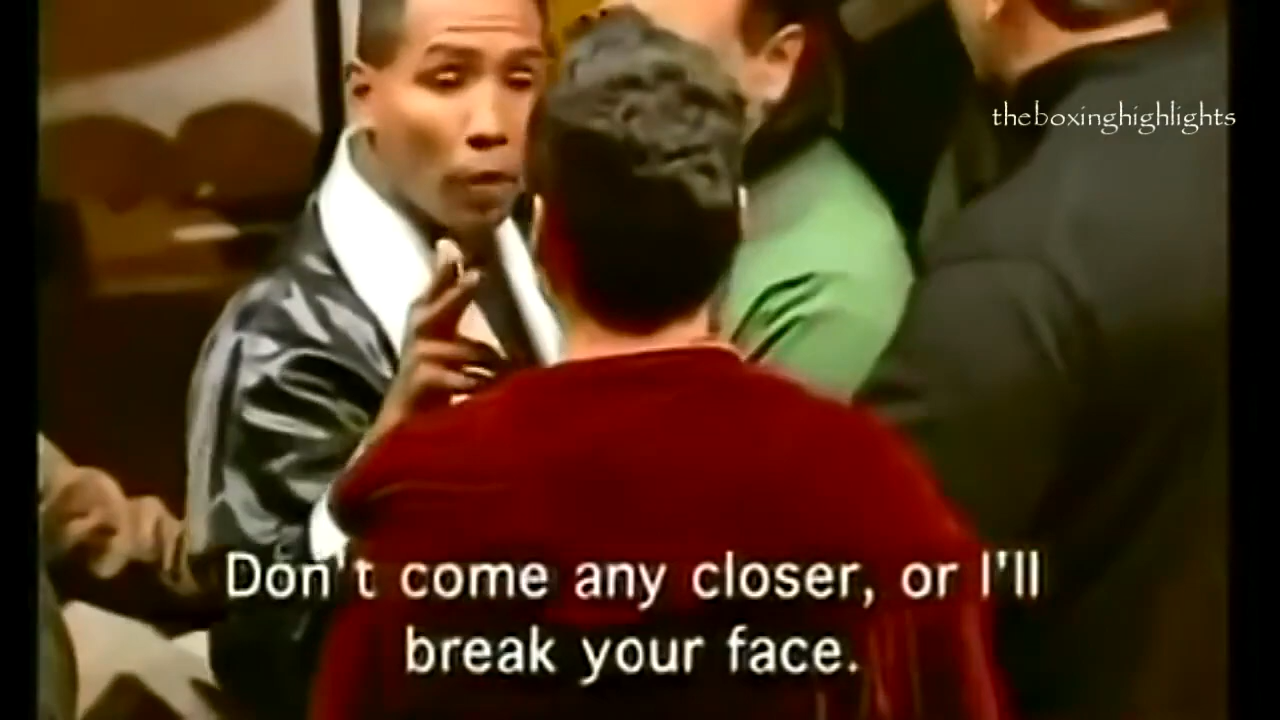 theboxinghighlights
Don't come any closer, or I'll
break your face.